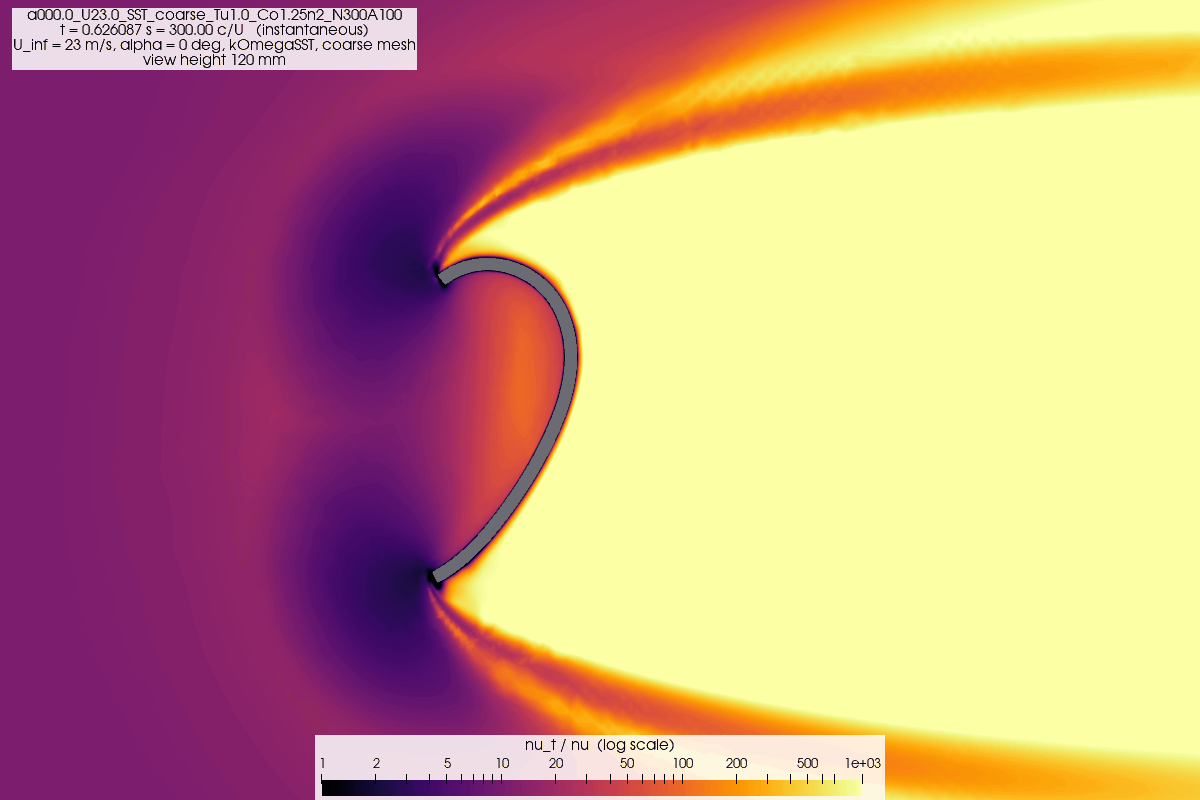 a000.0_U23.0_SST_coarse_Tu1.0_Co1.25n2_N300A100
t = 0.626087 s = 300.00 c/U (instantaneous)
U_inf = 23 m/s, alpha = 0 deg, kOmegaSST, coarse mesh
view height 120 mm
nu_t / nu (log scale)
1 2 5 10 20 50 100 200 500 1e+03